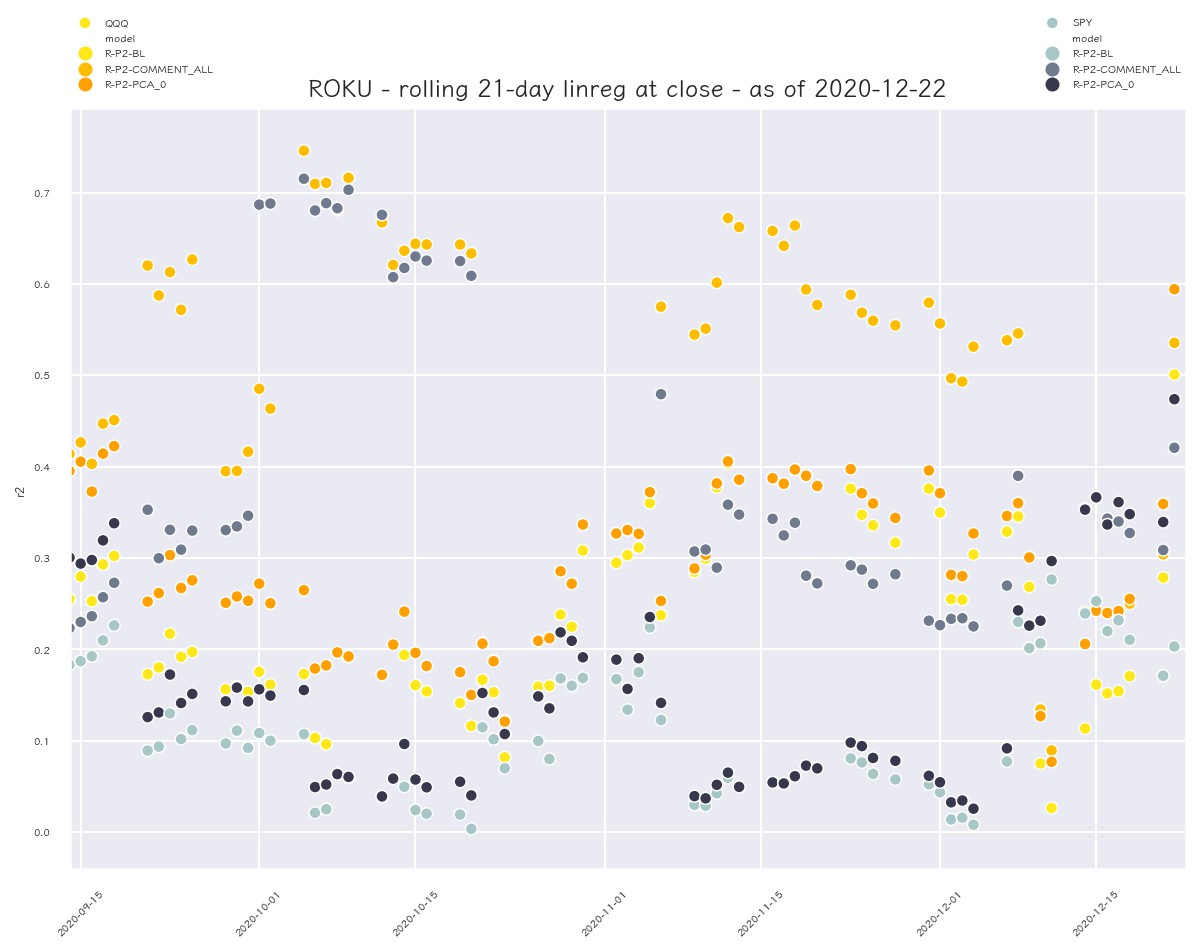 QQQ
model
R-P2-BL
R-P2-COMMENT_ALL
R-P2-PCA_0
SPY
model
R-P2-BL
R-P2-COMMENT_ALL
R-P2-PCA_0
ROKU - rolling 21-day linreg at close - as of 2020-12-22
0.7
0.6
0.5
0.4
0.3
0.2
0.1
0.0
r2
2020-09-15
2020-10-01
2020-10-15
2020-11-01
2020-11-15
2020-12-01
2020-12-15